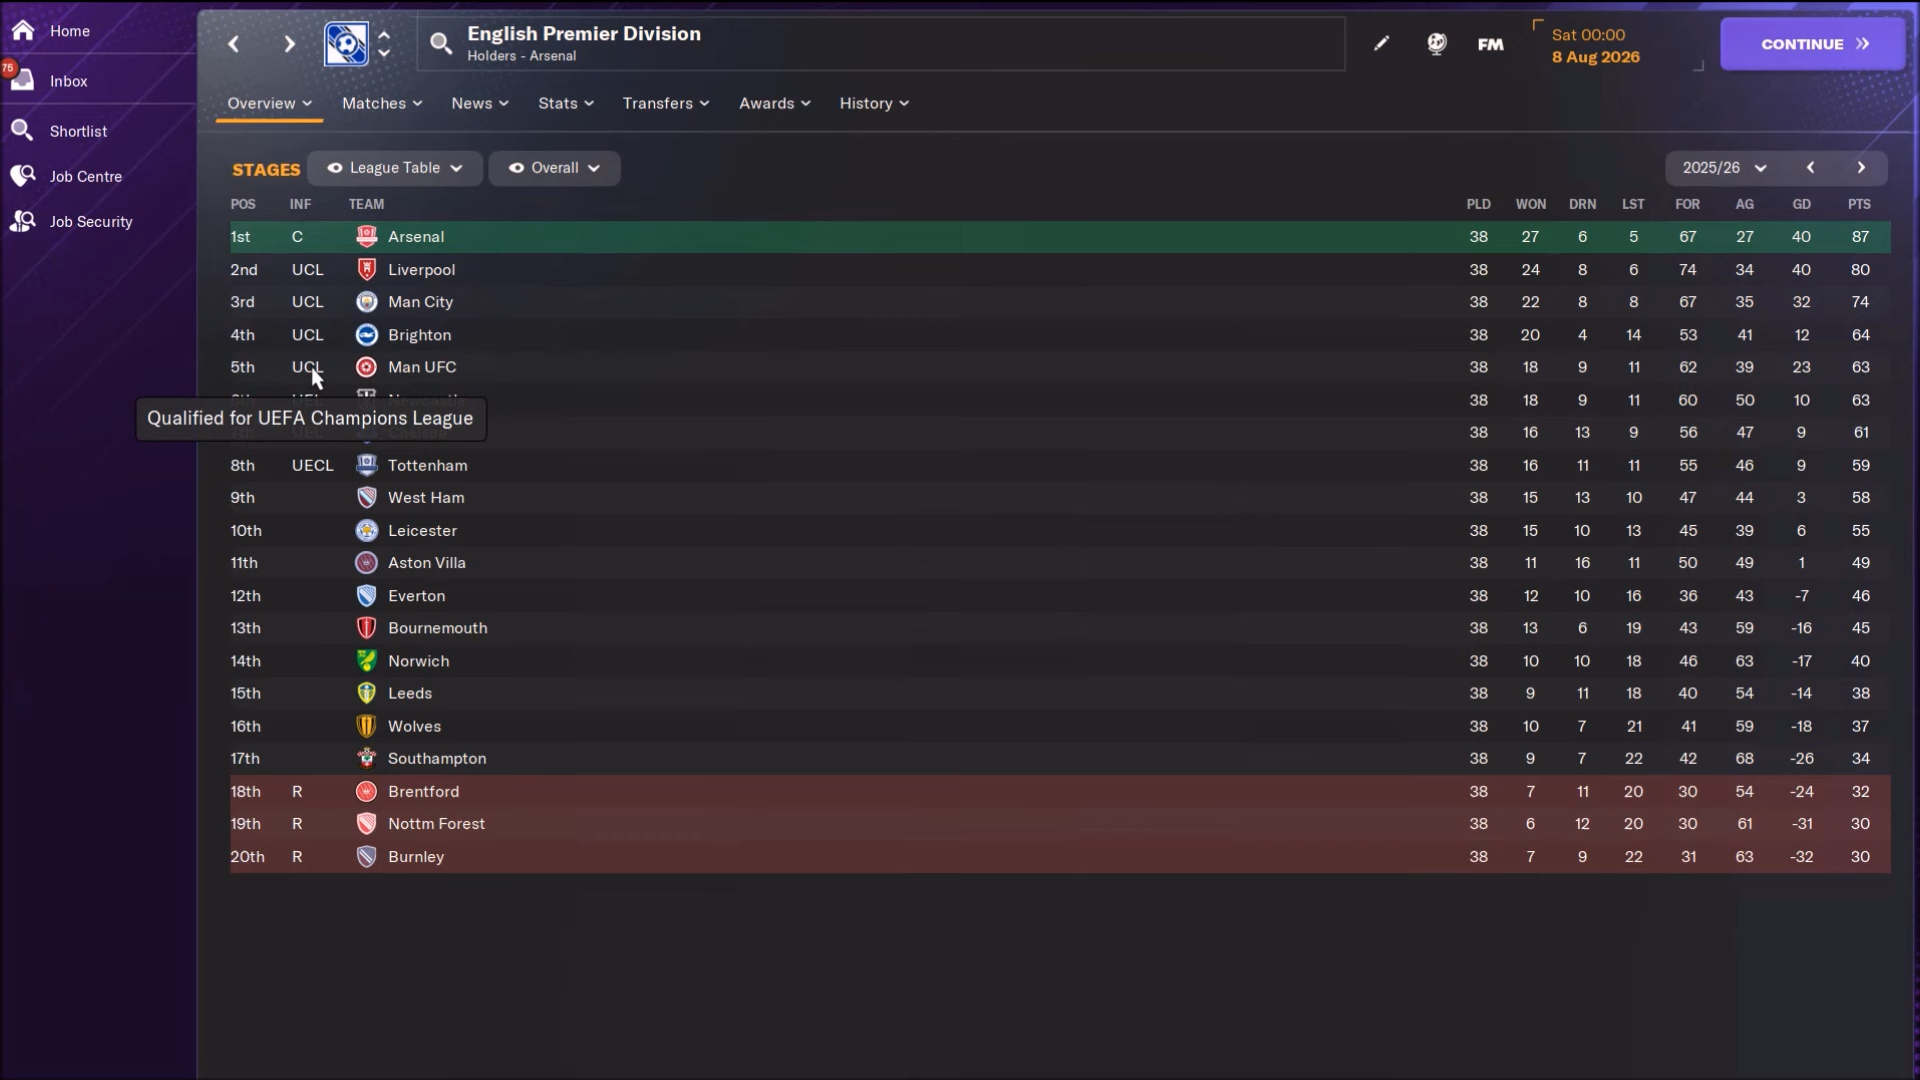 Home
75
Inbox
Shortlist
Job Centre
Job Security
English Premier Division
Holders - Arsenal
FM
Sat 00:00
8 Aug 2026
CONTINUE
Overview Matches News Stats Transfers Awards History
STAGES League Table Overall 2025/26
POS INF TEAM PLD WON DRN LST FOR AG GD PTS
1st C Arsenal 38 27 6 5 67 27 40 87
2nd UCL Liverpool 38 24 8 6 74 34 40 80
3rd UCL Man City 38 22 8 8 67 35 32 74
4th UCL Brighton 38 20 4 14 53 41 12 64
5th UCL Man UFC 38 18 9 11 62 39 23 63
Newcastle 38 18 9 11 60 50 10 63
Qualified for UEFA Champions League
38 16 13 9 56 47 9 61
8th UECL Tottenham 38 16 11 11 55 46 9 59
9th West Ham 38 15 13 10 47 44 3 58
10th Leicester 38 15 10 13 45 39 6 55
11th Aston Villa 38 11 16 11 50 49 1 49
12th Everton 38 12 10 16 36 43 -7 46
13th Bournemouth 38 13 6 19 43 59 -16 45
14th Norwich 38 10 10 18 46 63 -17 40
15th Leeds 38 9 11 18 40 54 -14 38
16th Wolves 38 10 7 21 41 59 -18 37
17th Southampton 38 9 7 22 42 68 -26 34
18th R Brentford 38 7 11 20 30 54 -24 32
19th R Nottm Forest 38 6 12 20 30 61 -31 30
20th R Burnley 38 7 9 22 31 63 -32 30